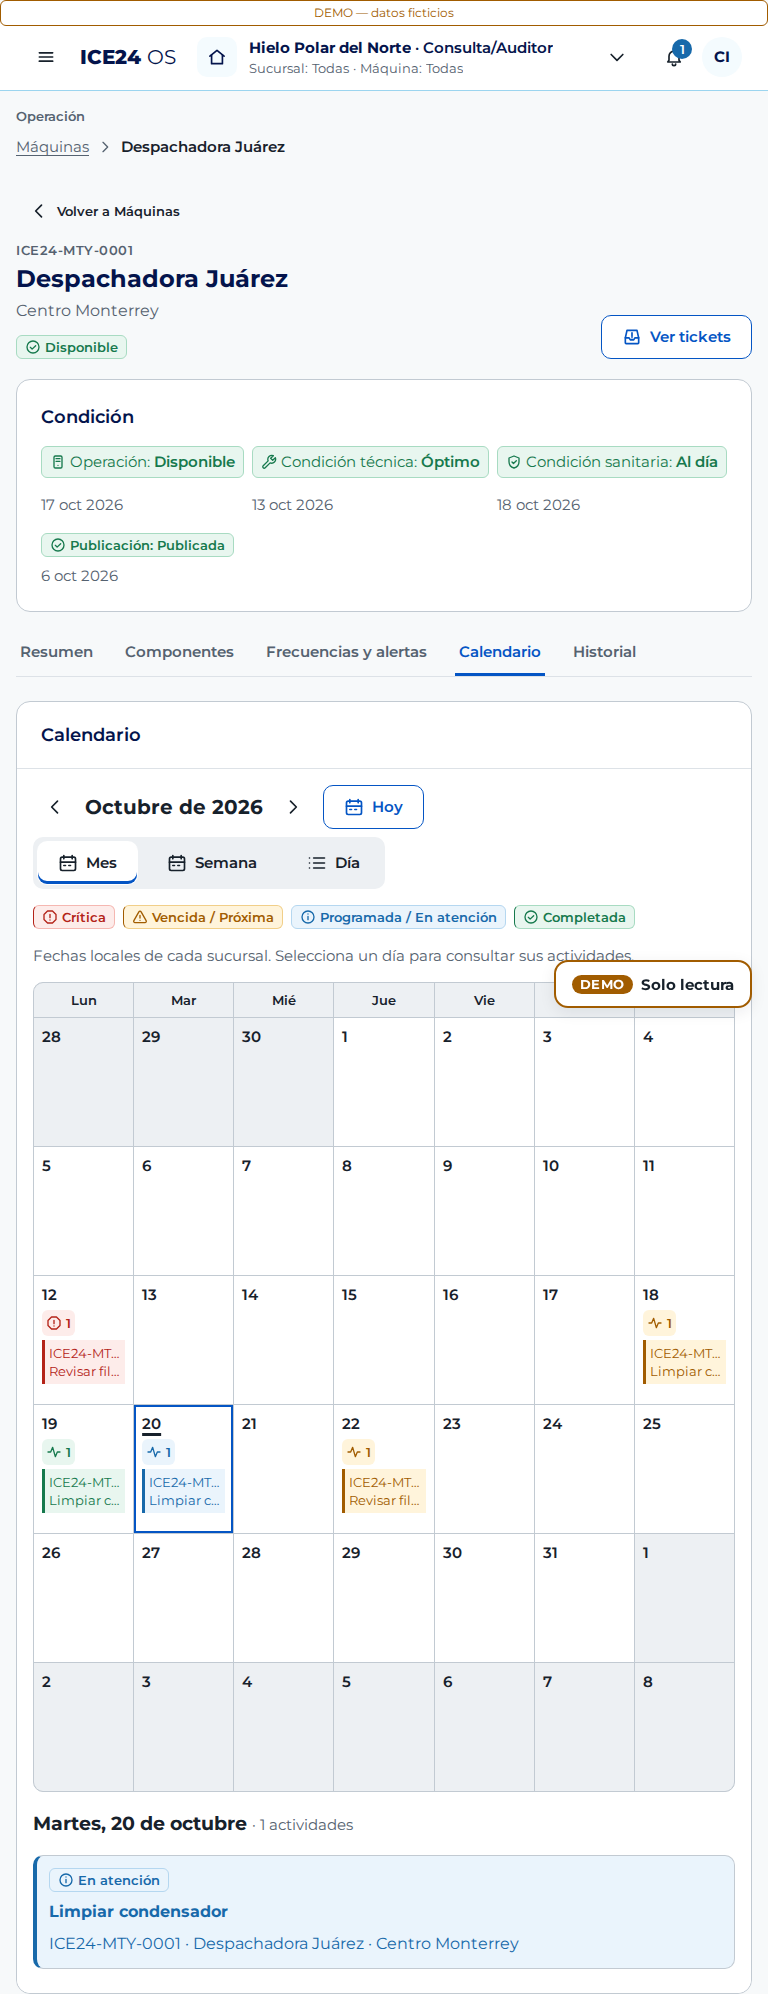 DEMO — datos ficticios
ICE24 OS
Hielo Polar del Norte · Consulta/Auditor
Sucursal: Todas · Máquina: Todas
1
CI
Operación
Máquinas > Despachadora Juárez
Volver a Máquinas
ICE24-MTY-0001
Despachadora Juárez
Centro Monterrey
Disponible
Ver tickets
Condición
Operación: Disponible
Condición técnica: Óptimo
Condición sanitaria: Al día
17 oct 2026
13 oct 2026
18 oct 2026
Publicación: Publicada
6 oct 2026
Resumen
Componentes
Frecuencias y alertas
Calendario
Historial
Calendario
Octubre de 2026
Hoy
Mes
Semana
Día
Crítica
Vencida / Próxima
Programada / En atención
Completada
Fechas locales de cada sucursal. Selecciona un día para consultar sus actividades.
DEMO Solo lectura
Lun Mar Mié Jue Vie
28 29 30 1 2 3 4
5 6 7 8 9 10 11
12 13 14 15 16 17 18
1 1
ICE24-MT... ICE24-MT...
Revisar fil... Limpiar c...
19 20 21 22 23 24 25
1 1 1
ICE24-MT... ICE24-MT... ICE24-MT...
Limpiar c... Limpiar c... Revisar fil...
26 27 28 29 30 31 1
2 3 4 5 6 7 8
Martes, 20 de octubre · 1 actividades
En atención
Limpiar condensador
ICE24-MTY-0001 · Despachadora Juárez · Centro Monterrey